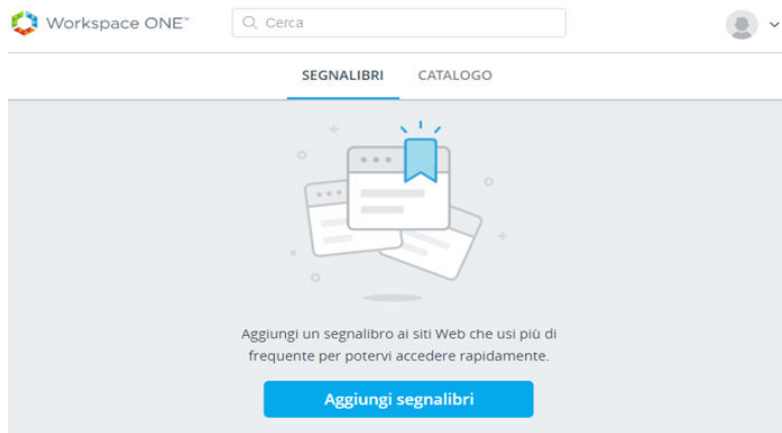 Workspace ONE™
Cerca
SEGNALIBRI CATALOGO
Aggiungi un segnalibro ai siti Web che usi più di
frequente per potervi accedere rapidamente.
Aggiungi segnalibri